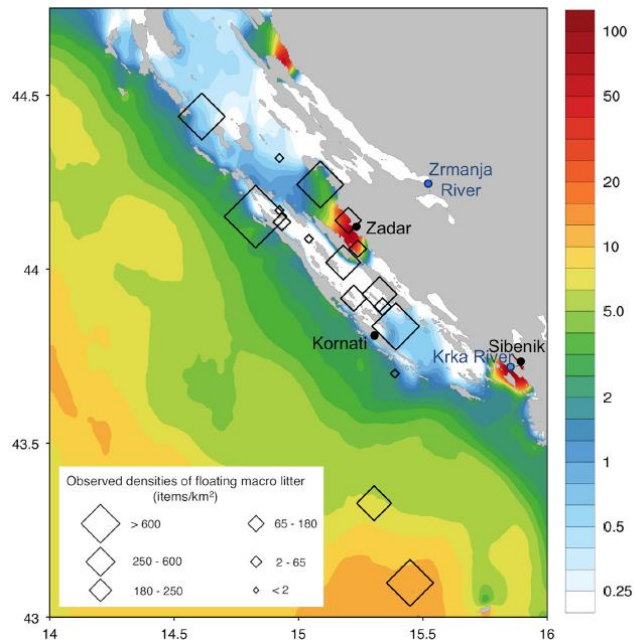 44.5
44
43.5
43
14
14.5
15
15.5
16
Zrmanja
River
Zadar
Kornati
Sibenik
Krka River
Observed densities of floating macro litter
(items/km²)
> 600
250 - 600
180 - 250
65 - 180
2 - 65
< 2
100
50
20
10
5.0
2
1
0.5
0.25